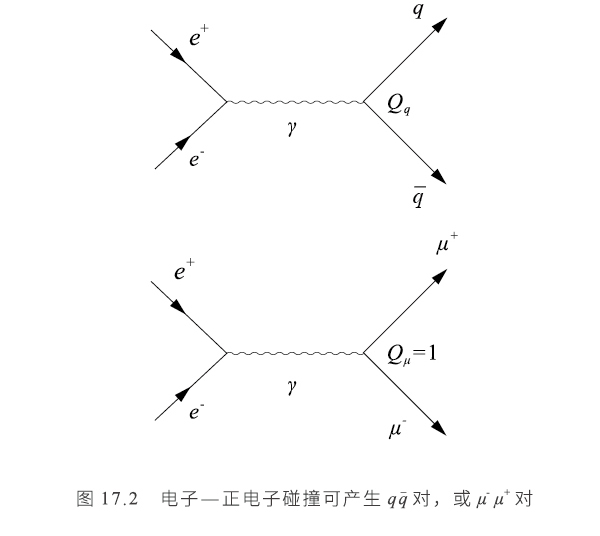 q
e⁺
Q_q
γ
e⁻
q̄
μ⁺
e⁺
Q_μ=1
γ
e⁻
μ⁻
图 17.2 电子—正电子碰撞可产生 qq̄ 对，或 μ⁻μ⁺ 对